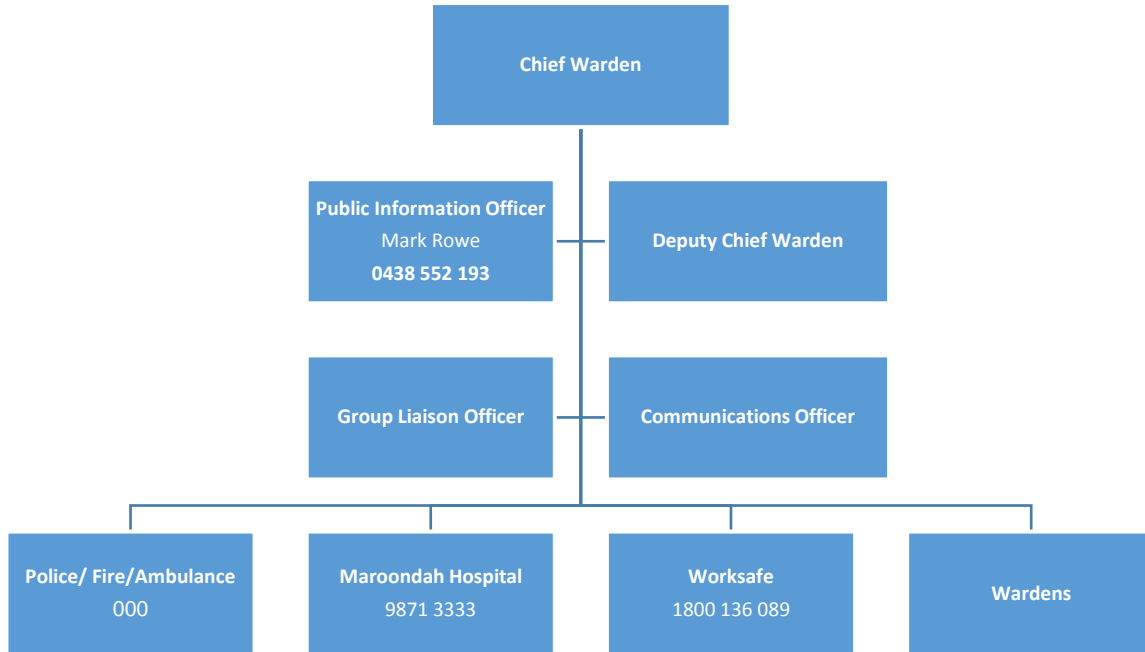 Chief Warden
Public Information Officer
Mark Rowe
0438 552 193
Deputy Chief Warden
Group Liaison Officer
Communications Officer
Police/ Fire/Ambulance
000
Maroondah Hospital
9871 3333
Worksafe
1800 136 089
Wardens